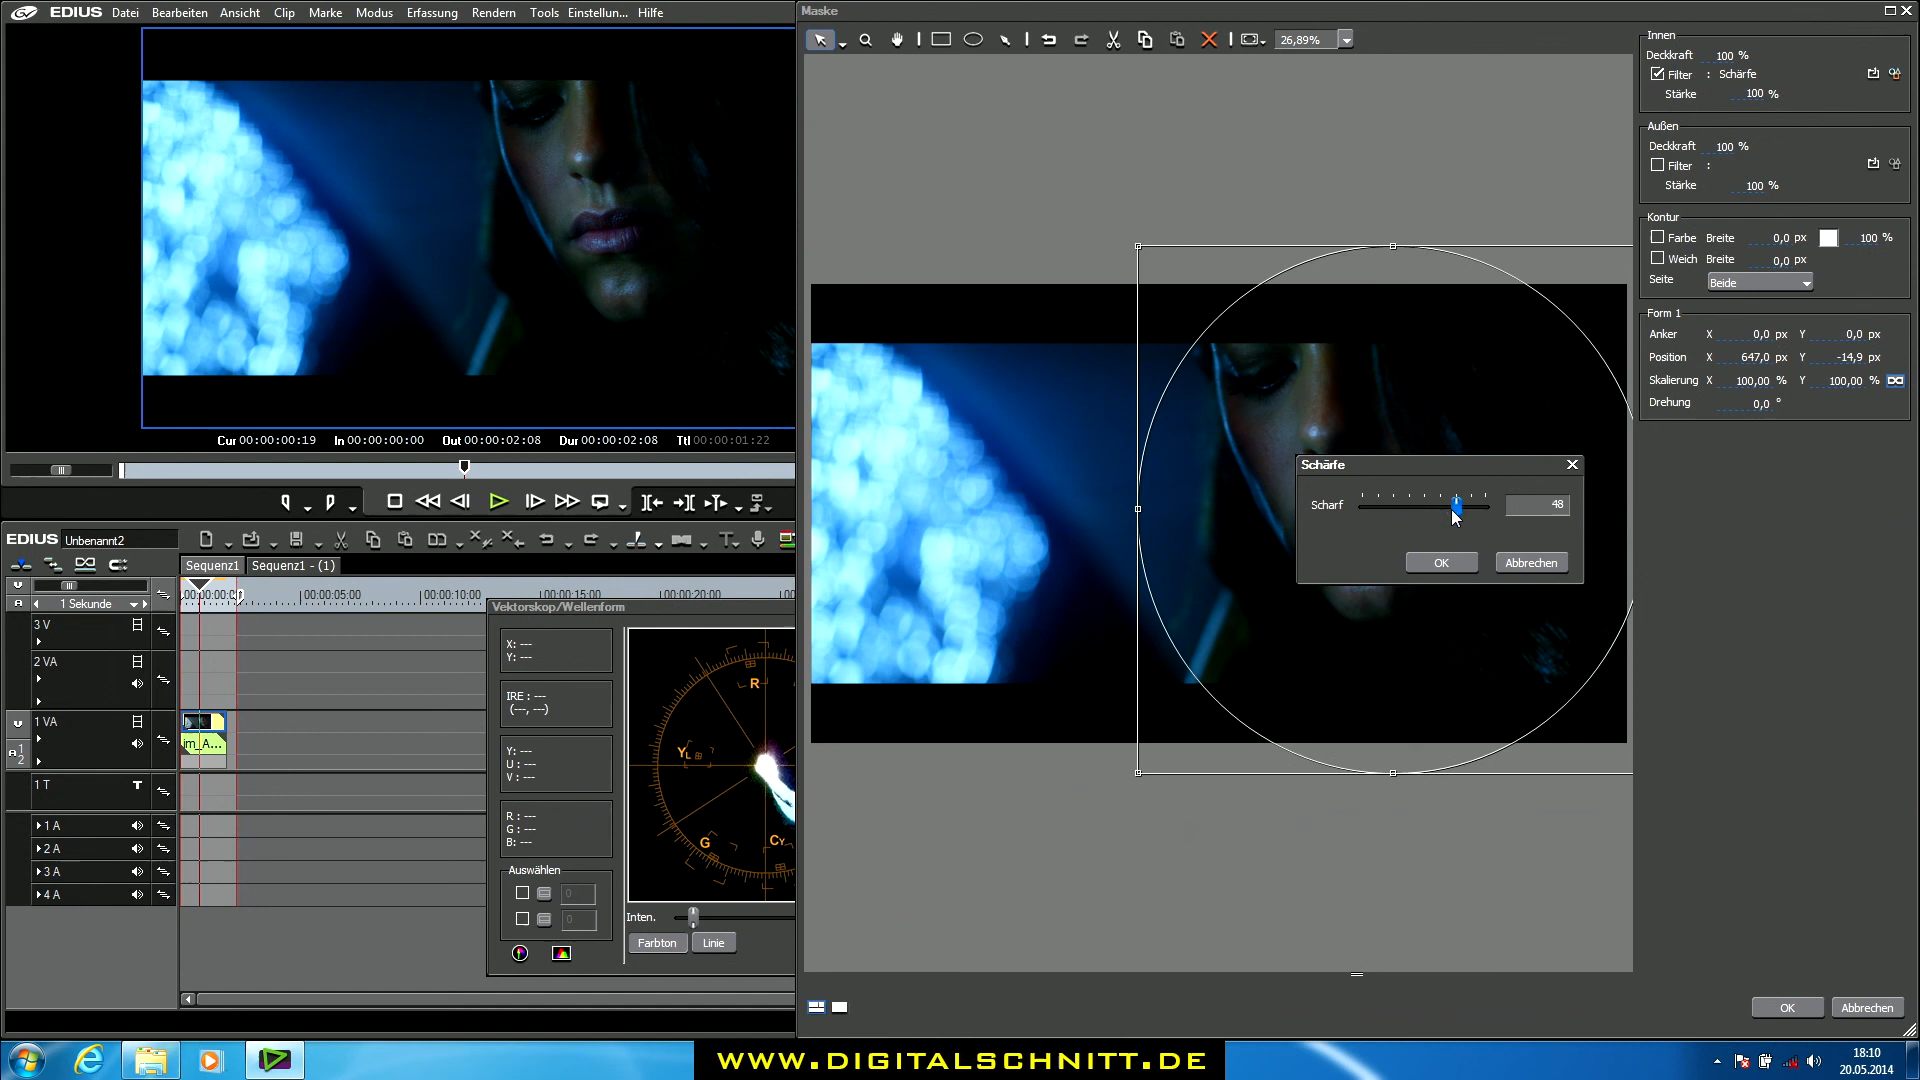 EDIUS Datei Bearbeiten Ansicht Clip Marke Modus Erfassung Rendern Tools Einstellun... Hilfe
Cur 00:00:00:19 In 00:00:00:00 Out 00:00:02:08 Dur 00:00:02:08 Ttl 00:00:01:22
EDIUS Unbenannt2
Sequenz1 Sequenz1 - (1)
1 Sekunde
00:00:05:00 00:00:10:00 00:00:15:00 00:00:20:00
3 V
2 VA
1 VA
A 1
2
im_A...
1 T
T
1 A
2 A
3 A
4 A
Vektorskop/Wellenform
X: ---
Y: ---
IRE : ---
(---, ---)
Y: ---
U: ---
V: ---
R : ---
G : ---
B: ---
Auswählen
0
0
R
YL
G
CY
Inten.
Farbton Linie
Maske
26,89%
Schärfe
Scharf 48
OK Abbrechen
Innen
Deckkraft 100 %
Filter : Schärfe
Stärke 100 %
Außen
Deckkraft 100 %
Filter :
Stärke 100 %
Kontur
Farbe Breite 0,0 px 100 %
Weich Breite 0,0 px
Seite Beide
Form 1
Anker X 0,0 px Y 0,0 px
Position X 647,0 px Y -14,9 px
Skalierung X 100,00 % Y 100,00 %
Drehung 0,0 °
OK Abbrechen
WWW.DIGITALSCHNITT.DE
18:10
20.05.2014